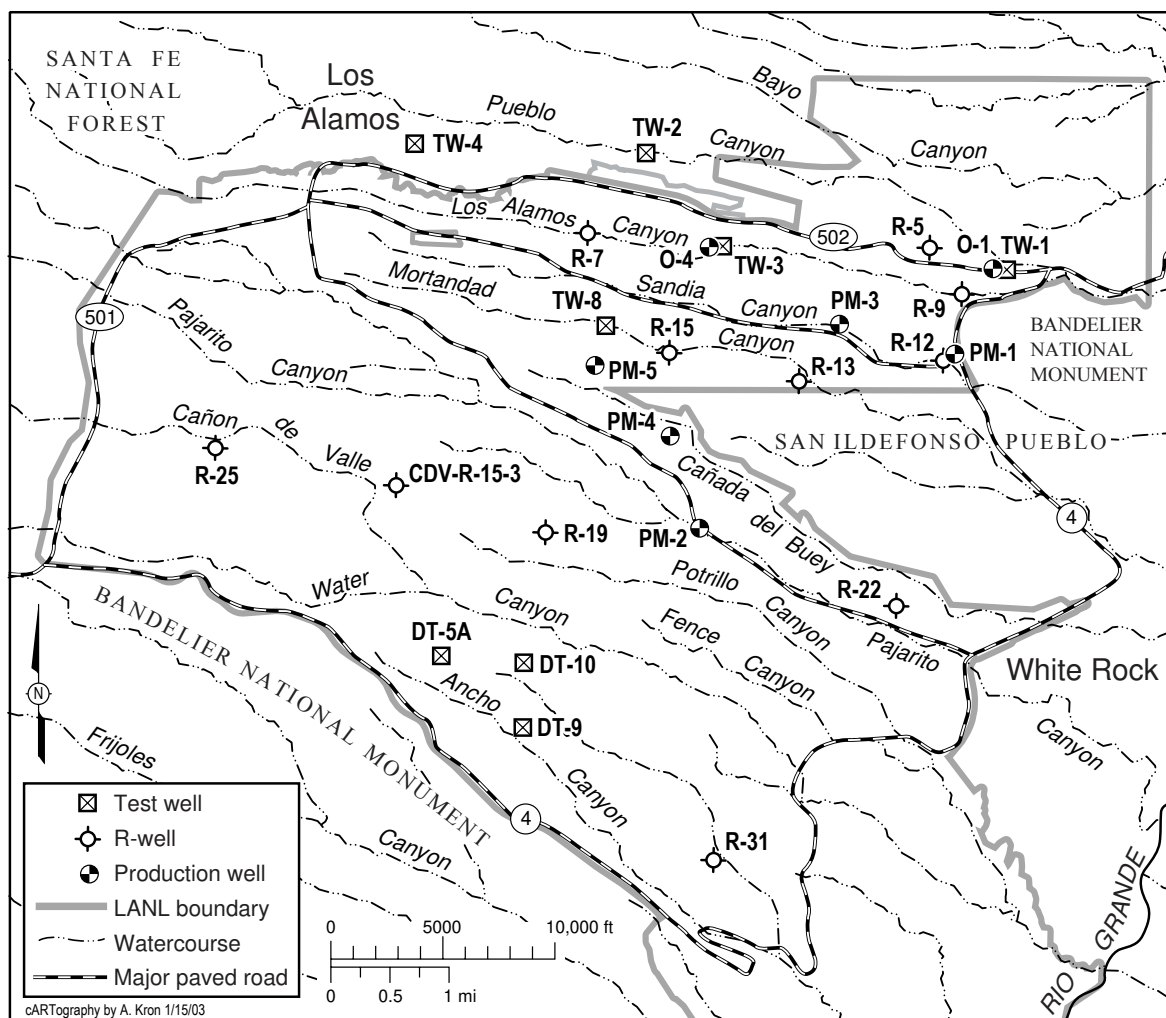 SANTA FE
NATIONAL
FOREST
Los
Alamos
Pueblo
Canyon
Bayo
Canyon
TW-4
TW-2
Los Alamos
Canyon
R-7
O-4
TW-3
502
R-5
O-1
TW-1
Mortandad
Sandia
Canyon
PM-3
R-9
501
TW-8
R-15
Canyon
R-12
PM-1
BANDELIER
NATIONAL
MONUMENT
Pajarito
Canyon
PM-5
R-13
Cañon
de
Valle
R-25
CDV-R-15-3
PM-4
SAN ILDEFONSO PUEBLO
Cañada
del Buey
R-19
PM-2
4
Water
Canyon
Potrillo
Canyon
R-22
Fence
Canyon
Pajarito
White Rock
Canyon
BANDELIER NATIONAL MONUMENT
DT-5A
DT-10
Ancho
Canyon
DT-9
N
Frijoles
Canyon
4
R-31
RIO GRANDE
Test well
R-well
Production well
LANL boundary
Watercourse
Major paved road
0 5000 10,000 ft
0 0.5 1 mi
cARTography by A. Kron 1/15/03